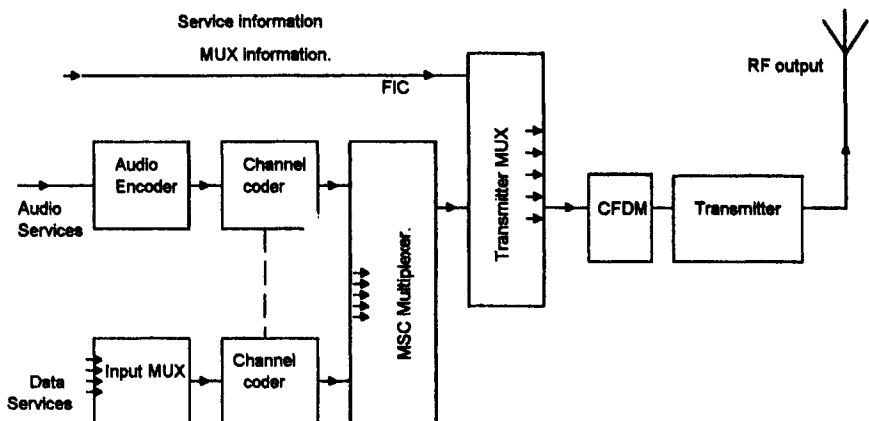 Service information
MUX information.
FIC
RF output
Audio
Encoder
Channel
coder
Audio
Services
MSC Multiplexer.
Transmitter MUX
CFDM
Transmitter
Input MUX
Channel
coder
Data
Services